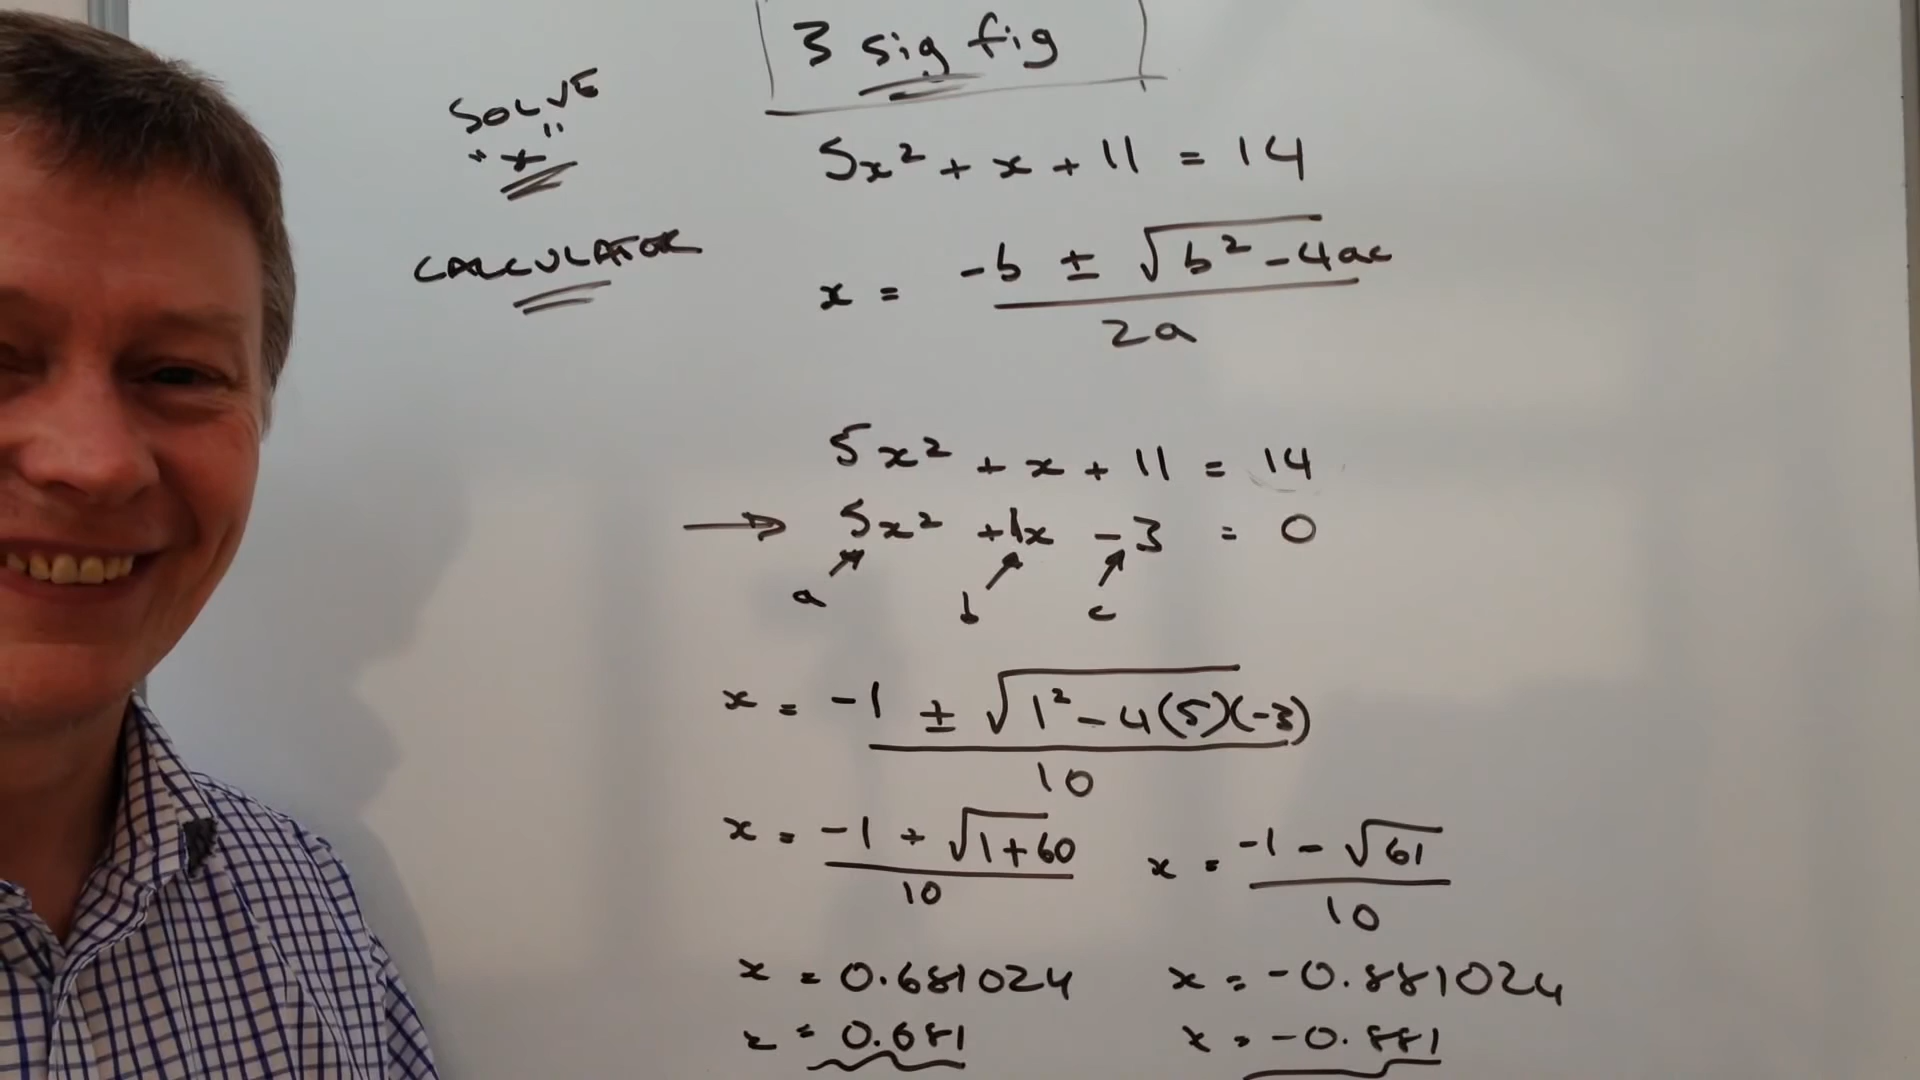 3 sig fig
SOLVE
"x"
CALCULATOR
5x² + x + 11 = 14
x = (-b ± √(b² - 4ac)) / 2a
5x² + x + 11 = 14
→ 5x² + 1x - 3 = 0
a b c
x = (-1 ± √(1² - 4(5)(-3))) / 10
x = (-1 + √(1+60)) / 10
x = (-1 - √61) / 10
x = 0.681024
x = -0.881024
x = 0.681
x = -0.881